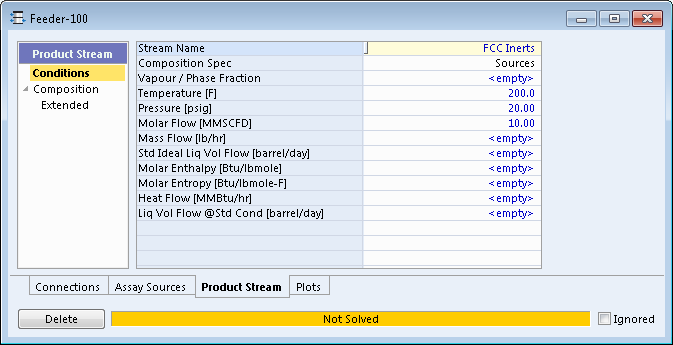 Feeder-100
Product Stream
Conditions
Composition
Extended
Stream Name FCC Inerts
Composition Spec Sources
Vapour / Phase Fraction <empty>
Temperature [F] 200.0
Pressure [psig] 20.00
Molar Flow [MMSCFD] 10.00
Mass Flow [lb/hr] <empty>
Std Ideal Liq Vol Flow [barrel/day] <empty>
Molar Enthalpy [Btu/lbmole] <empty>
Molar Entropy [Btu/lbmole-F] <empty>
Heat Flow [MMBtu/hr] <empty>
Liq Vol Flow @Std Cond [barrel/day] <empty>
Connections Assay Sources Product Stream Plots
Delete Not Solved Ignored